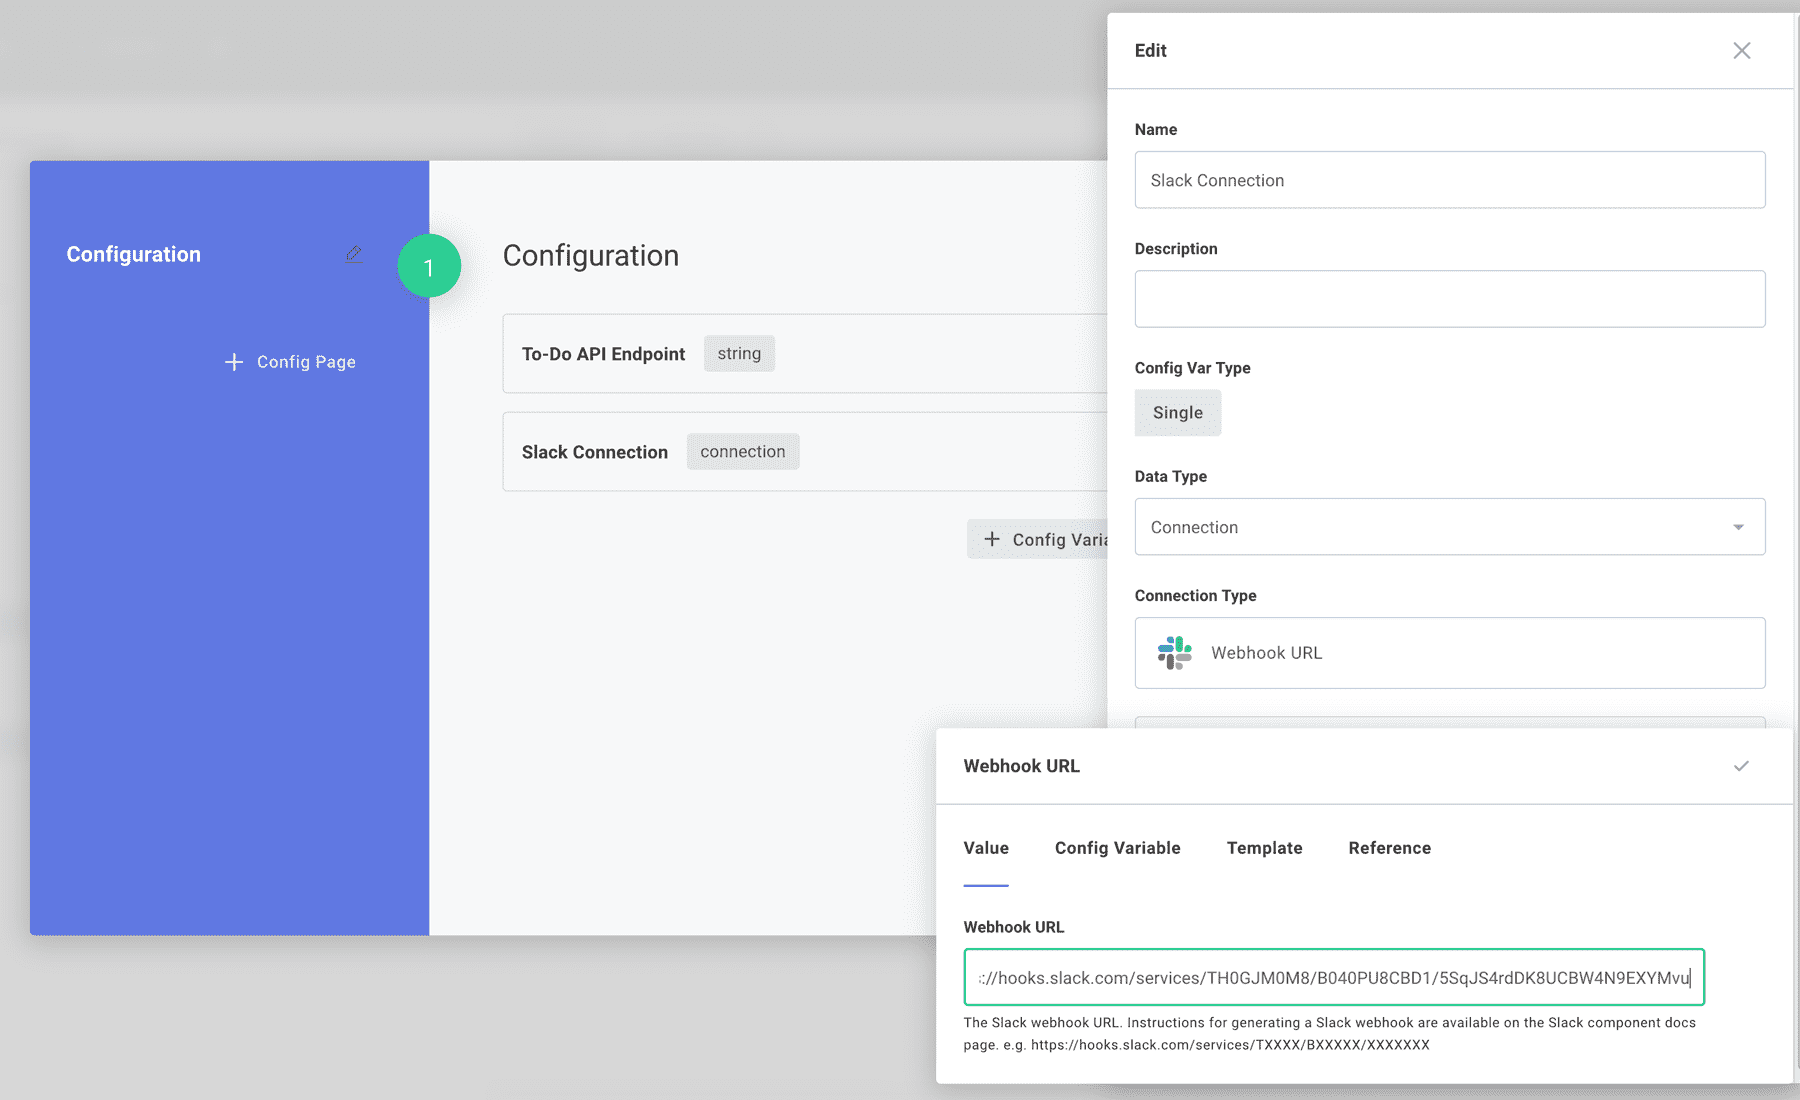 Configuration
+ Config Page
1
Configuration
To-Do API Endpoint string
Slack Connection connection
+ Config Varia
Edit
Name
Slack Connection
Description
Config Var Type
Single
Data Type
Connection
Connection Type
Webhook URL
Webhook URL
Value Config Variable Template Reference
Webhook URL
://hooks.slack.com/services/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
The Slack webhook URL. Instructions for generating a Slack webhook are available on the Slack component docs
page. e.g. https://hooks.slack.com/services/TXXXX/BXXXXX/XXXXXXX